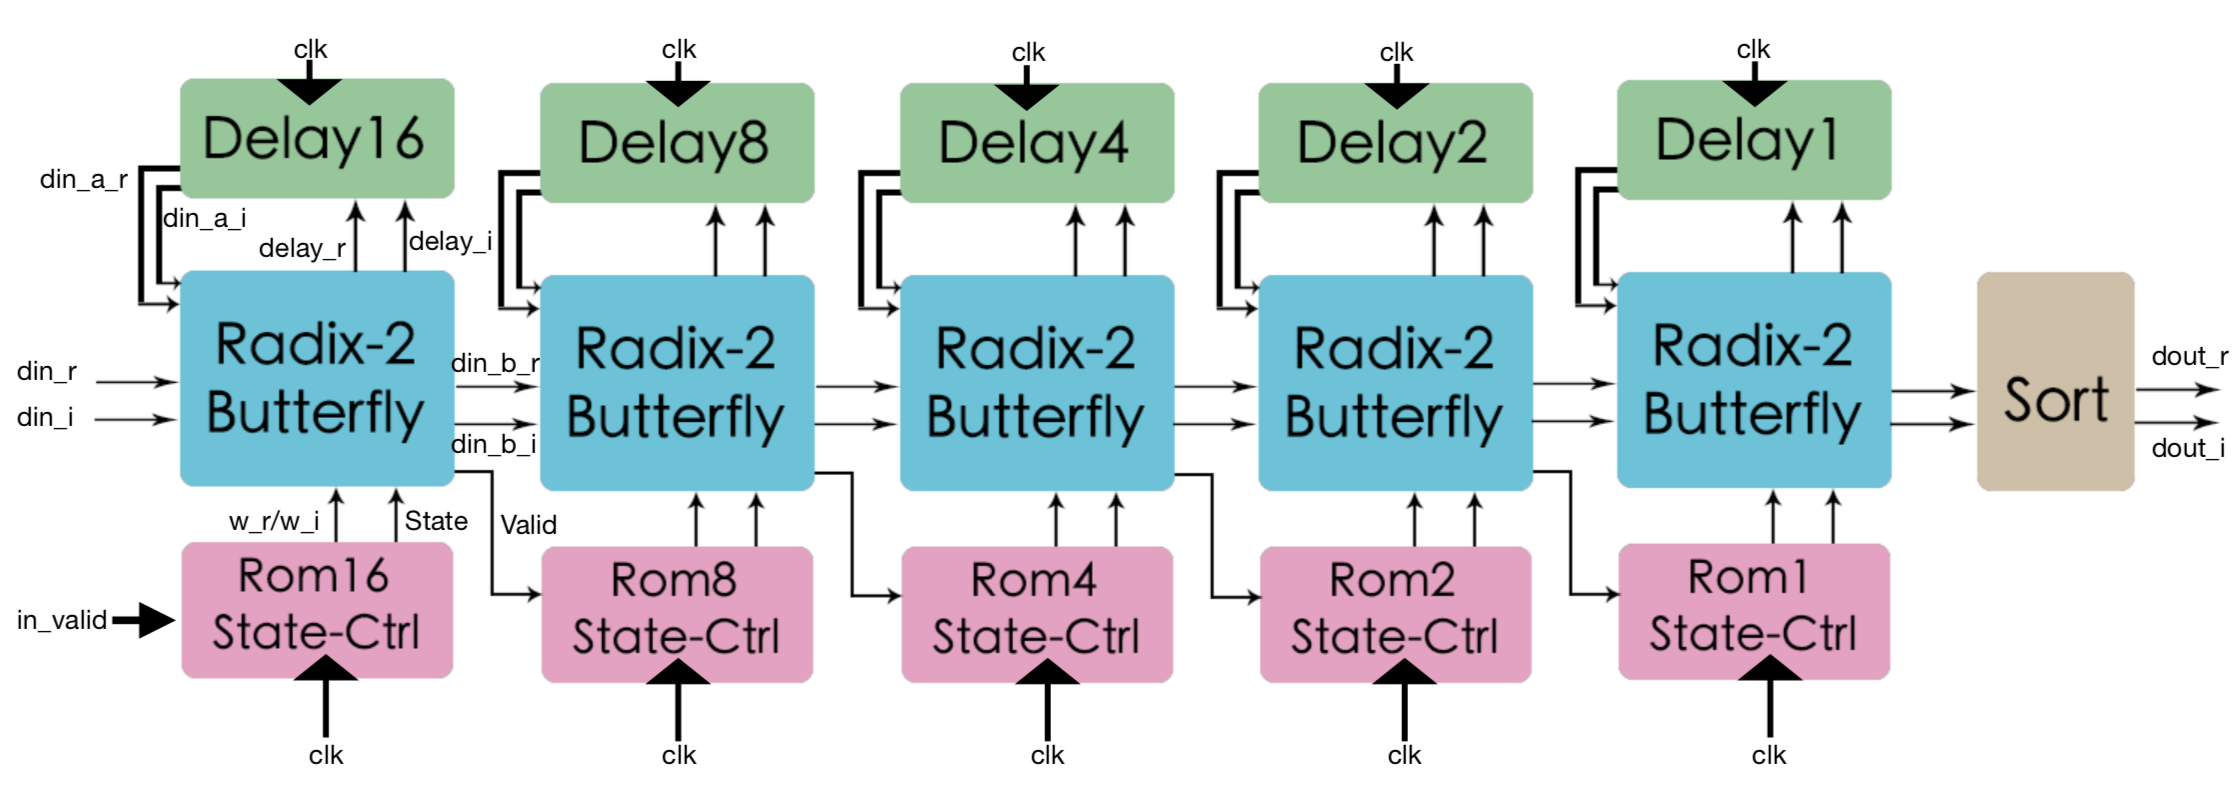 clk
clk
clk
clk
clk
Delay16
Delay8
Delay4
Delay2
Delay1
din_a_r
din_a_i
delay_r
delay_i
Radix-2
Butterfly
Radix-2
Butterfly
Radix-2
Butterfly
Radix-2
Butterfly
Radix-2
Butterfly
Sort
din_r
din_i
din_b_r
din_b_i
dout_r
dout_i
w_r/w_i
State
Valid
in_valid
Rom16
State-Ctrl
Rom8
State-Ctrl
Rom4
State-Ctrl
Rom2
State-Ctrl
Rom1
State-Ctrl
clk
clk
clk
clk
clk